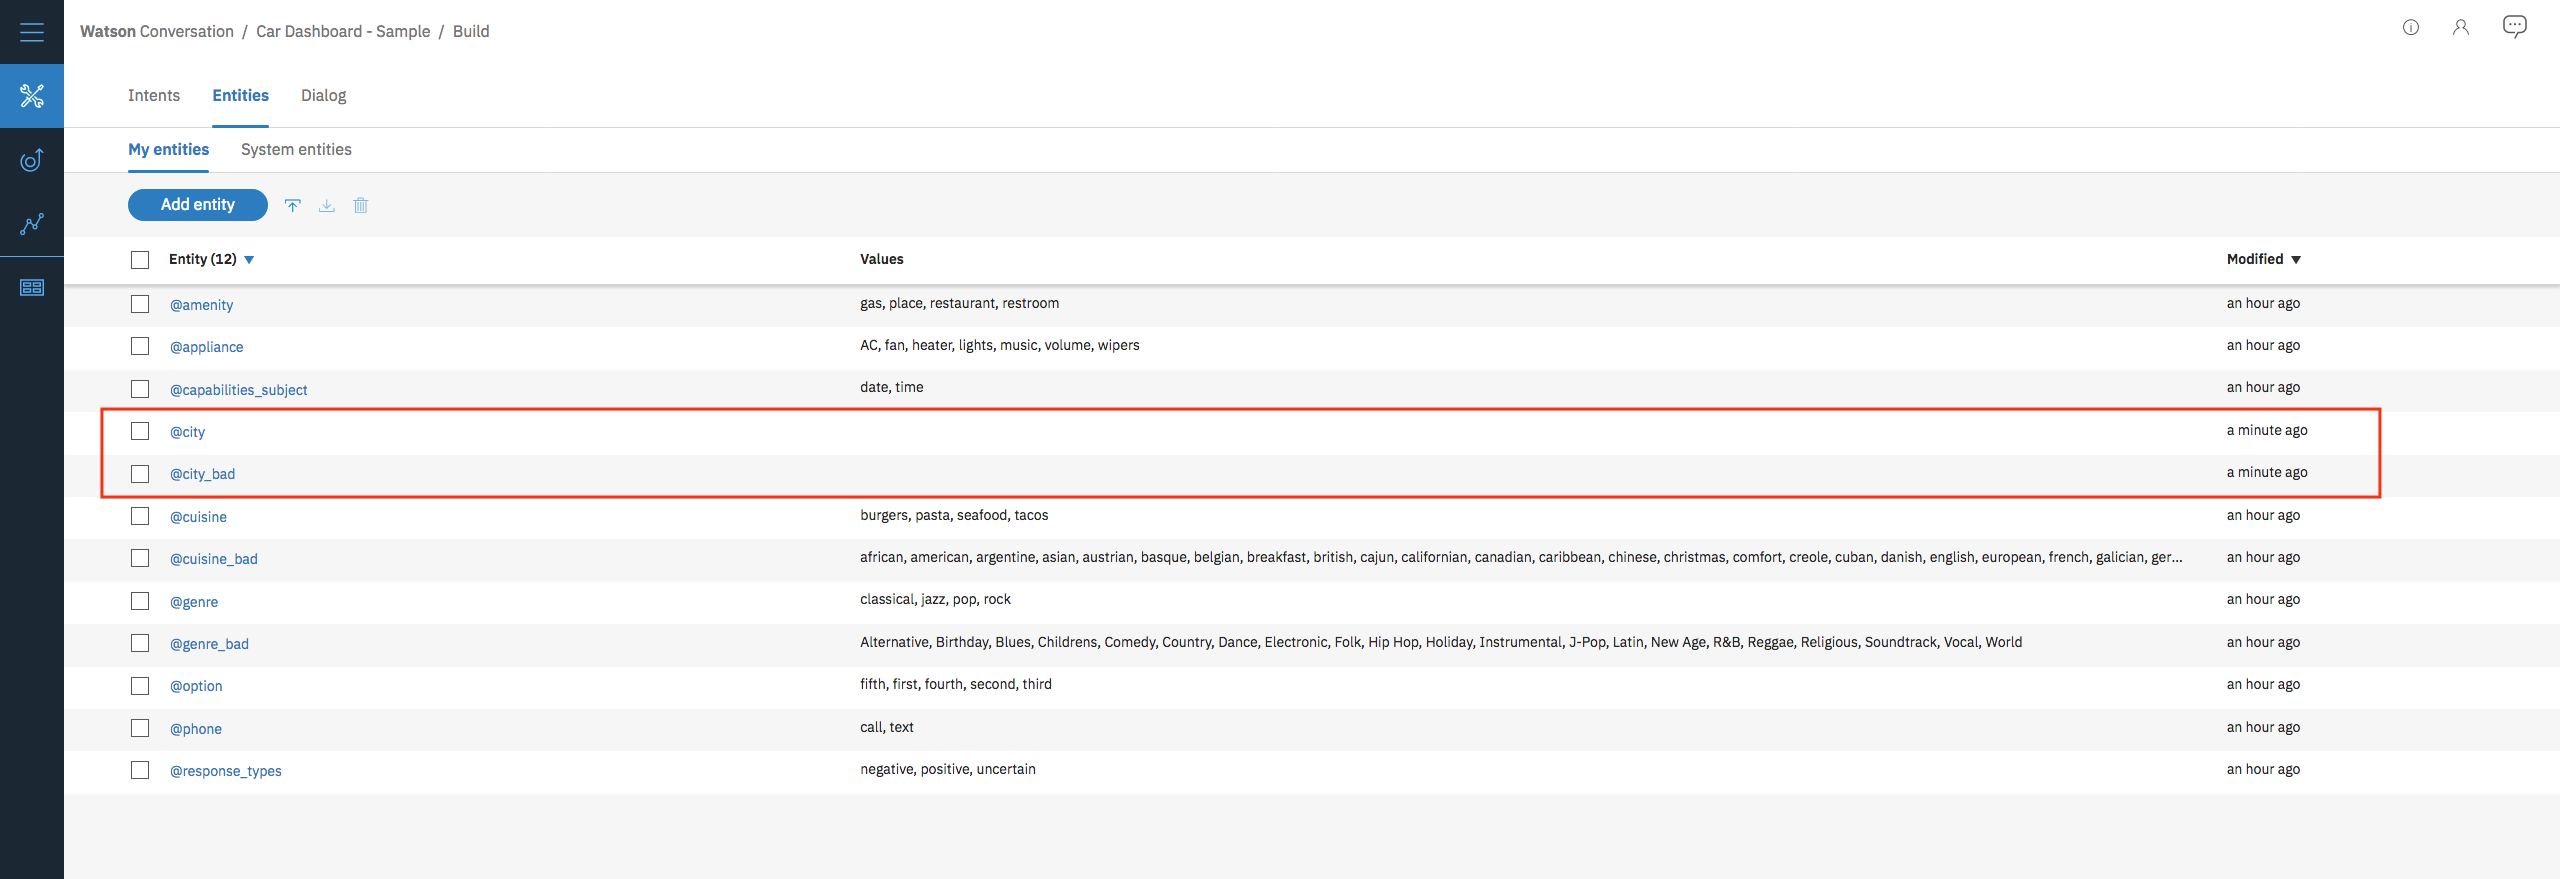 Watson Conversation / Car Dashboard - Sample / Build
Intents Entities Dialog
My entities System entities
Add entity
Entity (12) Values Modified
@amenity gas, place, restaurant, restroom an hour ago
@appliance AC, fan, heater, lights, music, volume, wipers an hour ago
@capabilities_subject date, time an hour ago
@city a minute ago
@city_bad a minute ago
@cuisine burgers, pasta, seafood, tacos an hour ago
@cuisine_bad african, american, argentine, asian, austrian, basque, belgian, breakfast, british, cajun, californian, canadian, caribbean, chinese, christmas, comfort, creole, cuban, danish, english, european, french, galician, ger... an hour ago
@genre classical, jazz, pop, rock an hour ago
@genre_bad Alternative, Birthday, Blues, Childrens, Comedy, Country, Dance, Electronic, Folk, Hip Hop, Holiday, Instrumental, J-Pop, Latin, New Age, R&B, Reggae, Religious, Soundtrack, Vocal, World an hour ago
@option fifth, first, fourth, second, third an hour ago
@phone call, text an hour ago
@response_types negative, positive, uncertain an hour ago